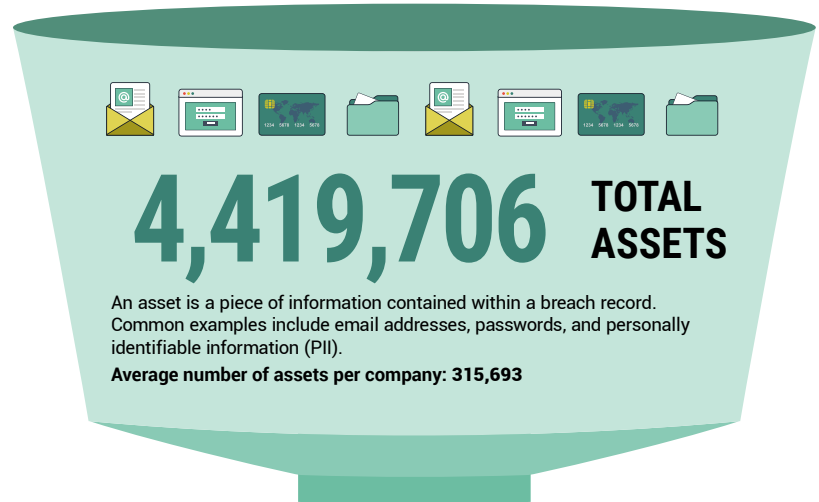 4,419,706 TOTAL ASSETS
An asset is a piece of information contained within a breach record.
Common examples include email addresses, passwords, and personally
identifiable information (PII).
Average number of assets per company: 315,693